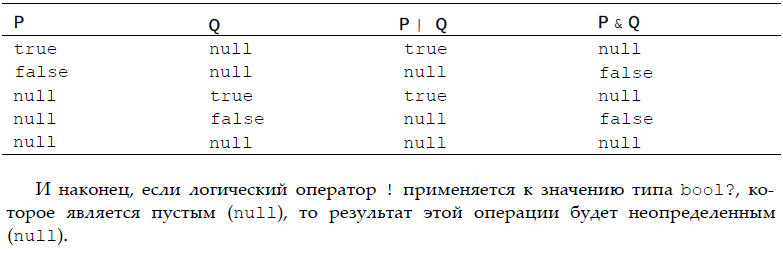 P Q P | Q P & Q
true null true null
false null null false
null true true null
null false null false
null null null null
И наконец, если логический оператор ! применяется к значению типа bool?, ко-
торое является пустым (null), то результат этой операции будет неопределенным
(null).